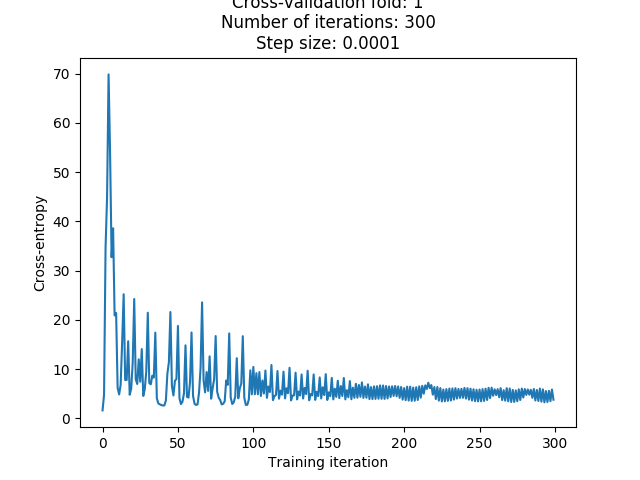 Cross-validation fold: 1
Number of iterations: 300
Step size: 0.0001
70
60
50
40
30
20
10
0
Cross-entropy
0 50 100 150 200 250 300
Training iteration